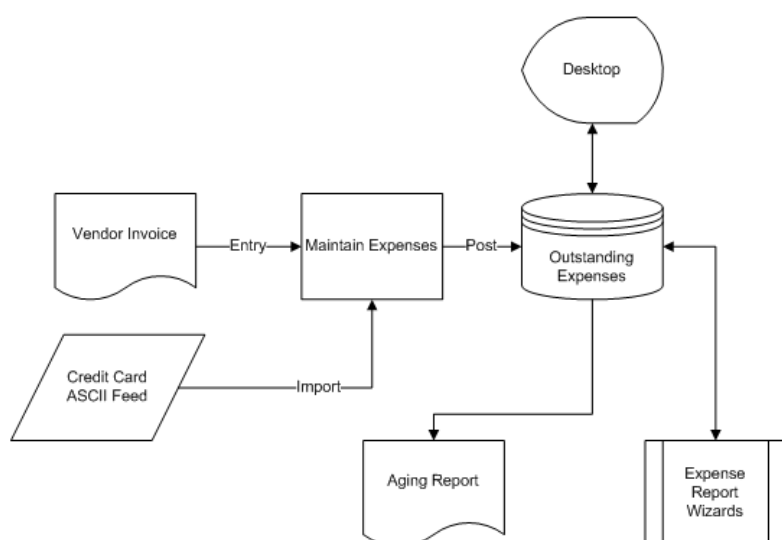 Desktop
Vendor Invoice
Entry
Maintain Expenses
Post
Outstanding
Expenses
Credit Card
ASCII Feed
Import
Aging Report
Expense
Report
Wizards